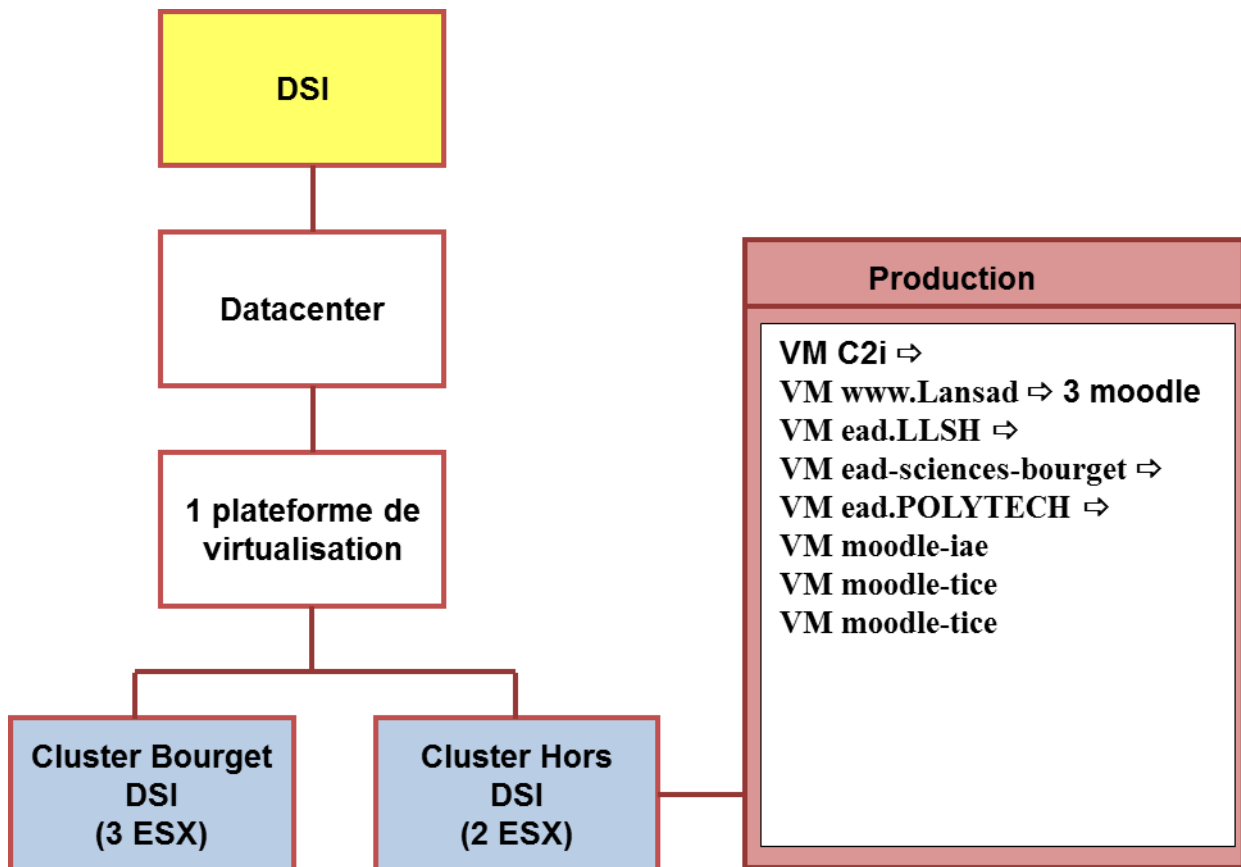 DSI
Datacenter
1 plateforme de
virtualisation
Cluster Bourget
DSI
(3 ESX)
Cluster Hors
DSI
(2 ESX)
Production
VM C2i ⇨
VM www.Lansad ⇨ 3 moodle
VM ead.LLSH ⇨
VM ead-sciences-bourget ⇨
VM ead.POLYTECH ⇨
VM moodle-iae
VM moodle-tice
VM moodle-tice